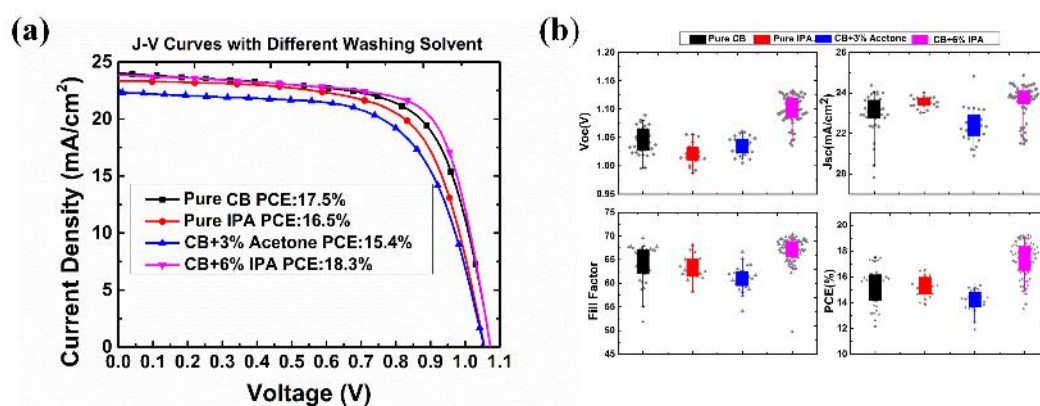 (a)
J-V Curves with Different Washing Solvent
Current Density (mA/cm²)
25
20
15
10
5
0
Pure CB PCE:17.5%
Pure IPA PCE:16.5%
CB+3% Acetone PCE:15.4%
CB+6% IPA PCE:18.3%
0.0 0.1 0.2 0.3 0.4 0.5 0.6 0.7 0.8 0.9 1.0 1.1
Voltage (V)
(b)
Pure CB Pure IPA CB+3% Acetone CB+6% IPA
Voc(V)
1.20
1.16
1.10
1.06
1.00
0.96
Jsc(mA/cm²)
26
24
22
20
18
Fill Factor
70
65
60
55
50
45
PCE(%)
20
18
16
14
12
10